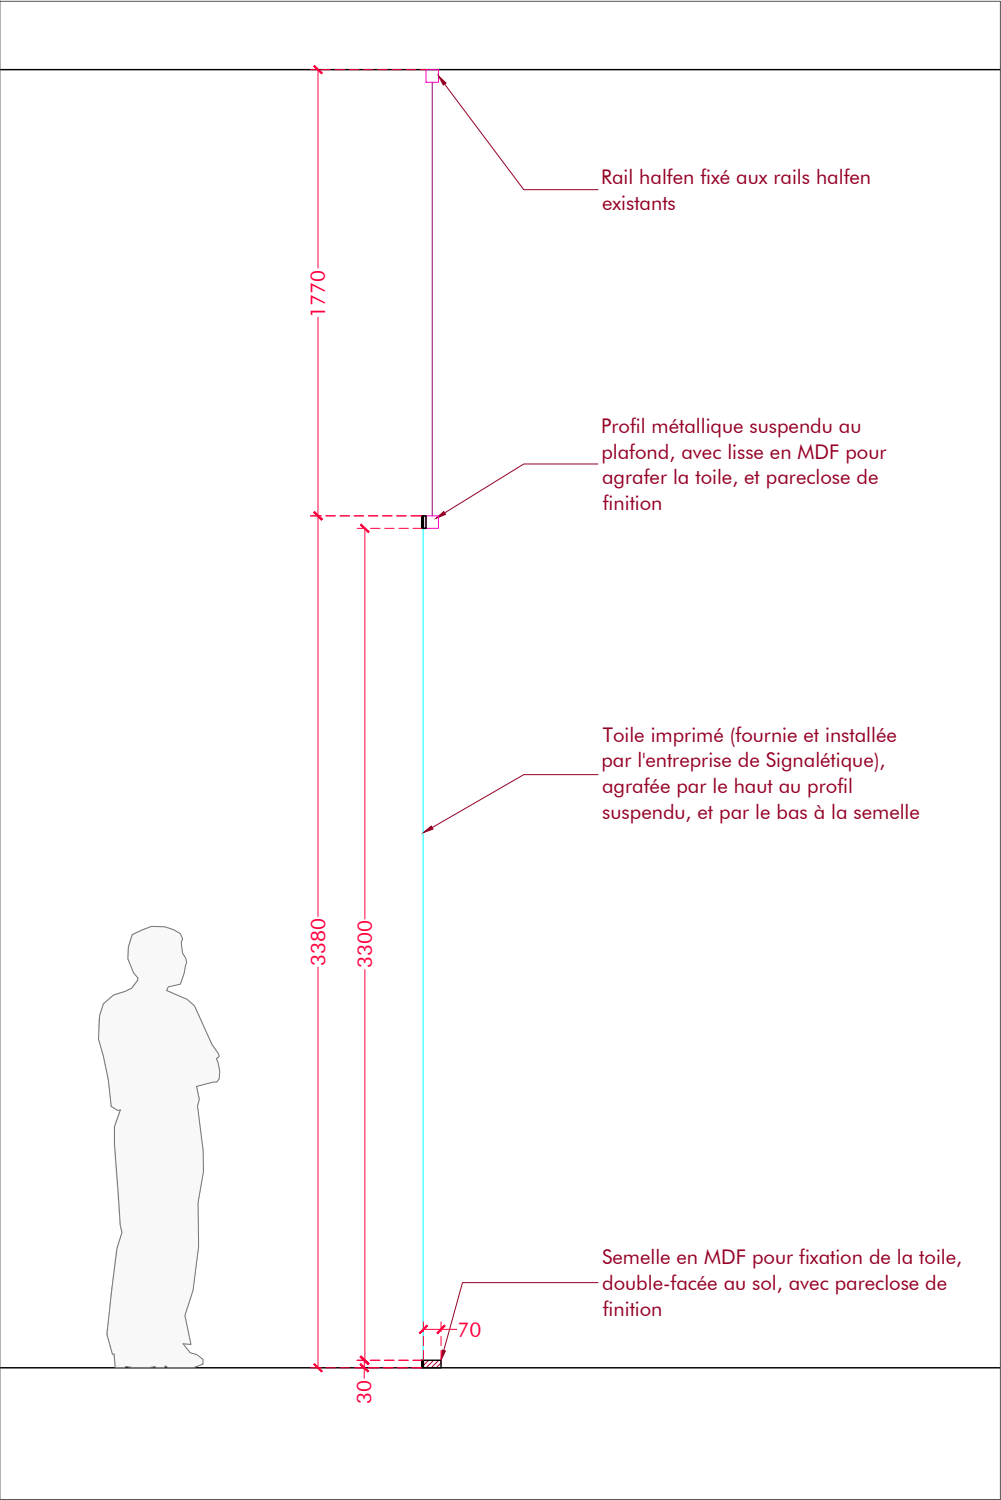 Rail halfen fixé aux rails halfen
existants
1770
Profil métallique suspendu au
plafond, avec lisse en MDF pour
agrafer la toile, et pareclose de
finition
Toile imprimé (fournie et installée
par l'entreprise de Signalétique),
agrafée par le haut au profil
suspendu, et par le bas à la semelle
3380
3300
Semelle en MDF pour fixation de la toile,
double-facée au sol, avec pareclose de
finition
70
30